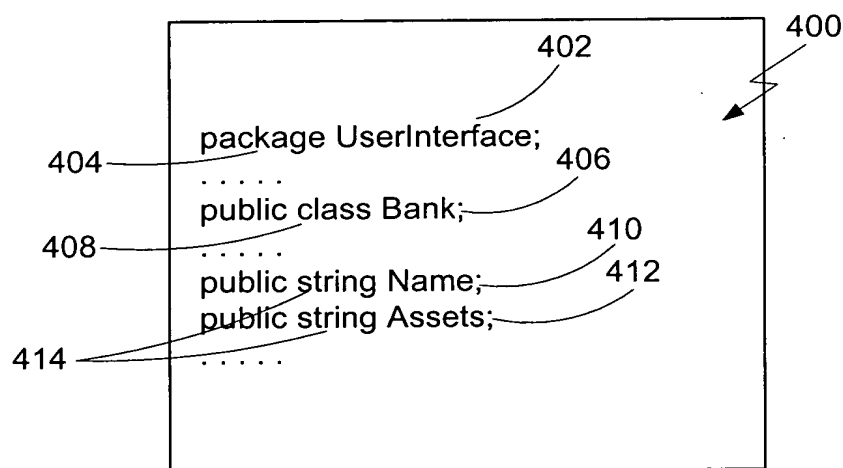 400
402
package UserInterface;
404
. . . . .
406
public class Bank;
408
. . . . .
410
public string Name;
412
public string Assets;
414
. . . . .